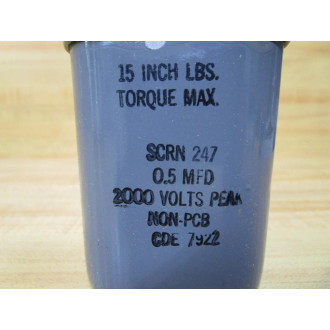 15 INCH LBS.
TORQUE MAX.
SCRN 247
0.5 MFD
2000 VOLTS PEAK
NON-PCB
CDE 7922